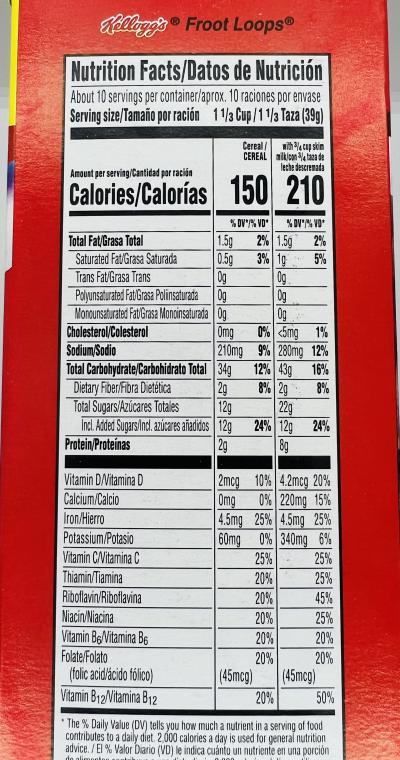 Kellogg's® Froot Loops®
Nutrition Facts/Datos de Nutrición
About 10 servings per container/aprox. 10 raciones por envase
Serving size/Tamaño por ración 1 1/3 Cup / 1 1/3 Taza (39g)
Amount per serving/Cantidad por ración
Calories/Calorías
Cereal / CEREAL
150
with 3/4 cup skim
milk/con 3/4 taza de
leche descremada
210
% DV*/% VD* % DV*/% VD*
Total Fat/Grasa Total 1.5g 2% 1.5g 2%
Saturated Fat/Grasa Saturada 0.5g 3% 1g 5%
Trans Fat/Grasa Trans 0g 0g
Polyunsaturated Fat/Grasa Poliinsaturada 0g 0g
Monounsaturated Fat/Grasa Monoinsaturada 0g 0g
Cholesterol/Colesterol 0mg 0% <5mg 1%
Sodium/Sodio 210mg 9% 280mg 12%
Total Carbohydrate/Carbohidrato Total 34g 12% 43g 16%
Dietary Fiber/Fibra Dietética 2g 8% 2g 8%
Total Sugars/Azúcares Totales 12g 22g
Incl. Added Sugars/Incl. azúcares añadidos 12g 24% 12g 24%
Protein/Proteínas 2g 8g
Vitamin D/Vitamina D 2mcg 10% 4.2mcg 20%
Calcium/Calcio 0mg 0% 220mg 15%
Iron/Hierro 4.5mg 25% 4.5mg 25%
Potassium/Potasio 60mg 0% 340mg 6%
Vitamin C/Vitamina C 25% 25%
Thiamin/Tiamina 20% 25%
Riboflavin/Riboflavina 20% 45%
Niacin/Niacina 20% 25%
Vitamin B6/Vitamina B6 20% 20%
Folate/Folato 20% 20%
(folic acid/ácido fólico) (45mcg) (45mcg)
Vitamin B12/Vitamina B12 20% 50%
* The % Daily Value (DV) tells you how much a nutrient in a serving of food
contributes to a daily diet. 2,000 calories a day is used for general nutrition
advice. / El % Valor Diario (VD) le indica cuánto un nutriente en una porción